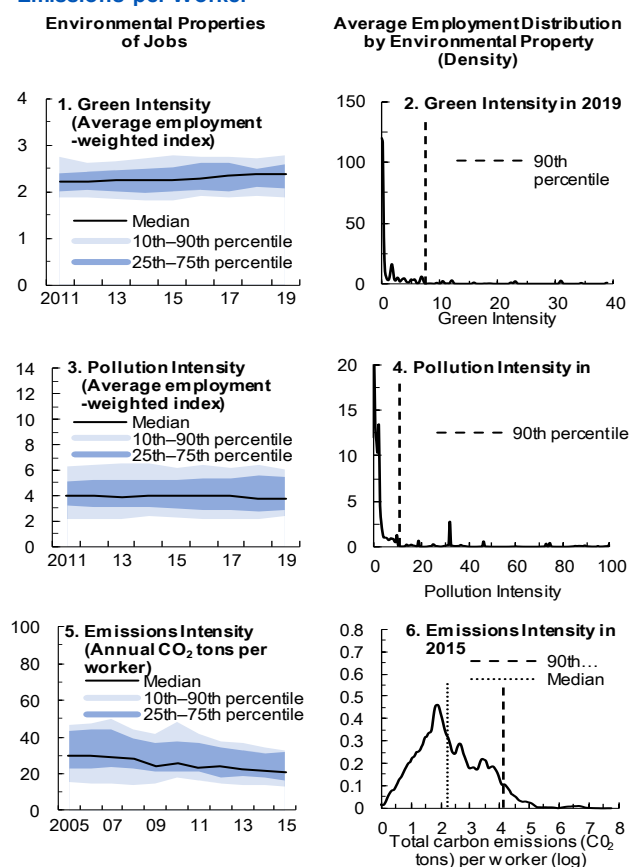 Emissions per Worker
Environmental Properties
of Jobs
Average Employment Distribution
by Environmental Property
(Density)
1. Green Intensity
(Average employment
-weighted index)
4
3
2
1
0
Median
10th–90th percentile
25th–75th percentile
2011 13 15 17 19
2. Green Intensity in 2019
150
100
50
0
90th
percentile
0 10 20 30 40
Green Intensity
3. Pollution Intensity
(Average employment
-weighted index)
14
12
10
8
6
4
2
0
Median
10th–90th percentile
25th–75th percentile
2011 13 15 17 19
4. Pollution Intensity in
20
15
10
5
0
90th percentile
0 20 40 60 80 100
Pollution Intensity
5. Emissions Intensity
(Annual CO₂ tons per
worker)
100
80
60
40
20
0
Median
10th–90th percentile
25th–75th percentile
2005 07 09 11 13 15
6. Emissions Intensity in
2015
0.8
0.7
0.6
0.5
0.4
0.3
0.2
0.1
0
90th…
Median
0 1 2 3 4 5 6 7 8
Total carbon emissions (C0₂
tons) per worker (log)